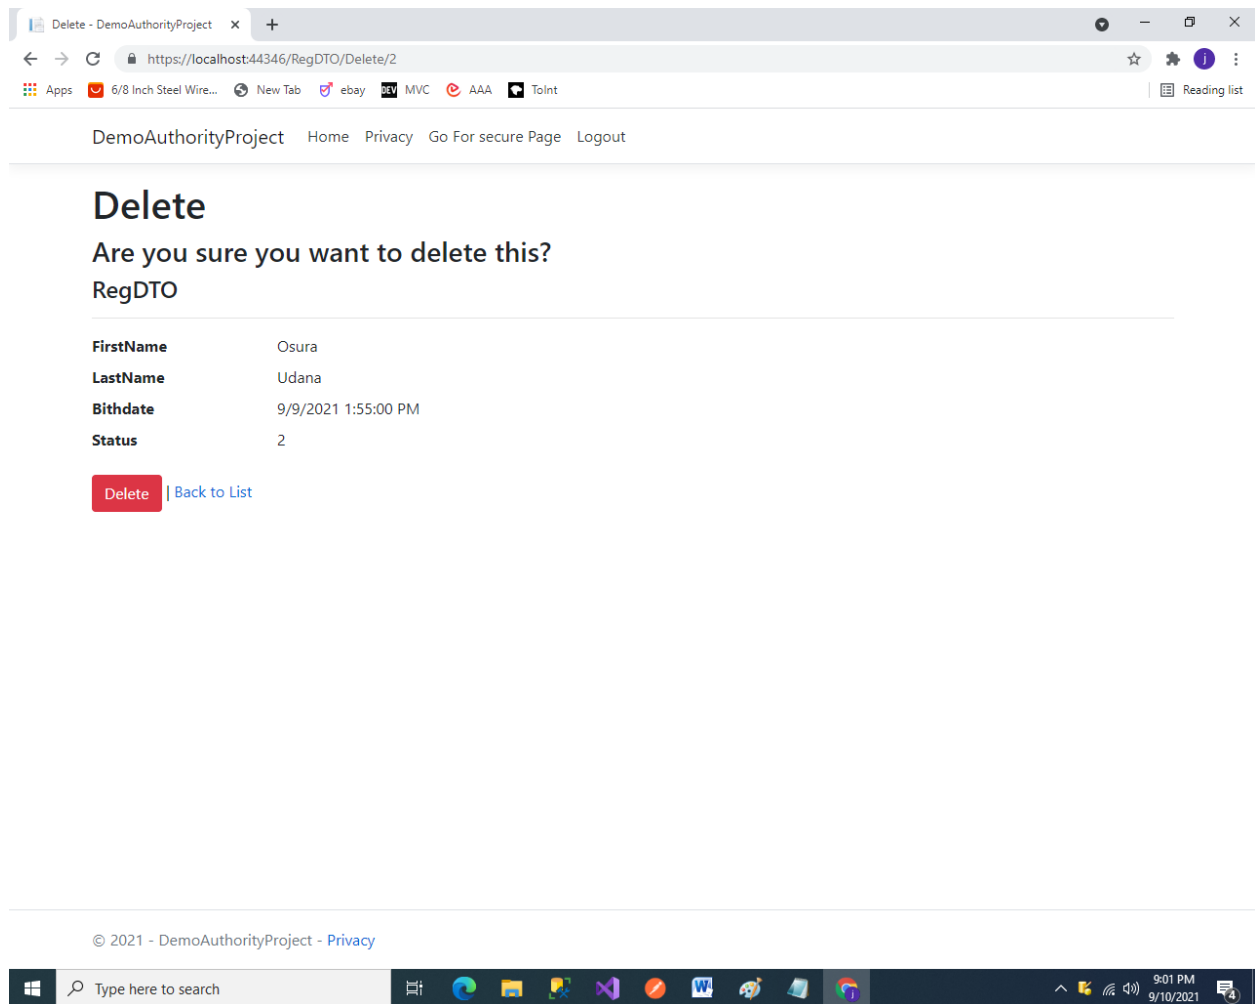 Delete - DemoAuthorityProject
https://localhost:44346/RegDTO/Delete/2
Apps 6/8 Inch Steel Wire... New Tab ebay DEV MVC AAA ToInt Reading list
DemoAuthorityProject Home Privacy Go For secure Page Logout
Delete
Are you sure you want to delete this?
RegDTO
FirstName Osura
LastName Udana
Bithdate 9/9/2021 1:55:00 PM
Status 2
Delete | Back to List
© 2021 - DemoAuthorityProject - Privacy
Type here to search 9:01 PM
9/10/2021 4